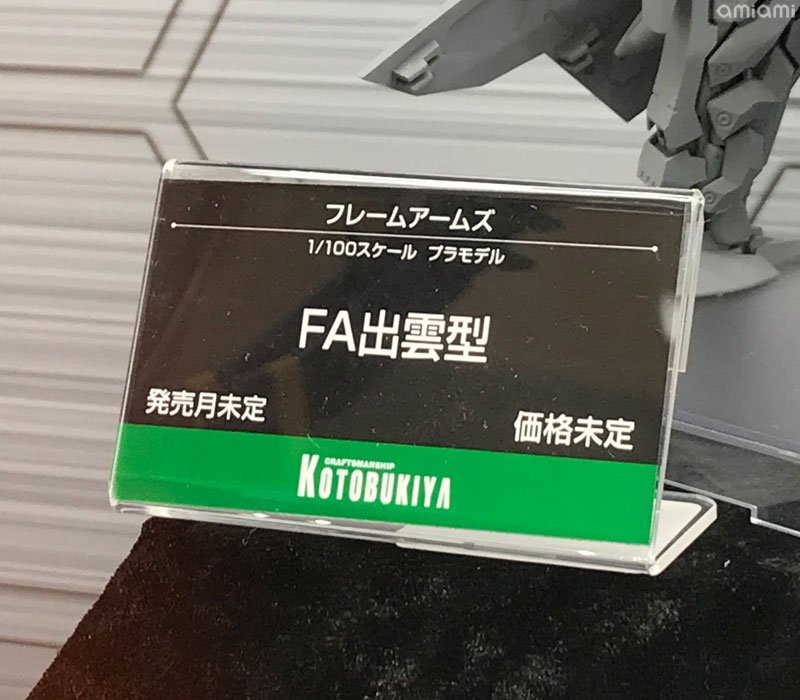 amiami
フレームアームズ
1/100スケール プラモデル
FA出雲型
発売月未定
価格未定
CRAFTSMANSHIP
KOTOBUKIYA